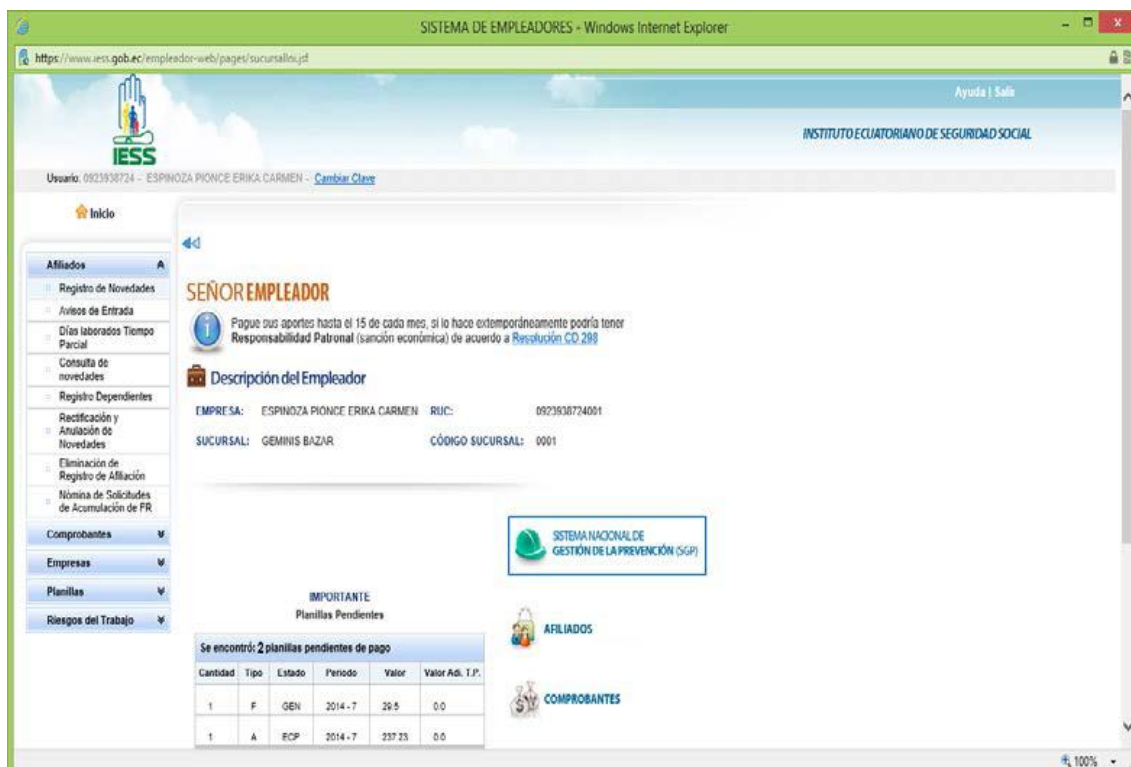 SISTEMA DE EMPLEADORES - Windows Internet Explorer
https://www.iess.gob.ec/empleador-web/pages/sucursalIni.jsf
Ayuda | Salir
IESS
INSTITUTO ECUATORIANO DE SEGURIDAD SOCIAL
Usuario: 0923938724 - ESPINOZA PIONCE ERIKA CARMEN - Cambiar Clave
Inicio
Afiliados
Registro de Novedades
Avisos de Entrada
Días laborados Tiempo
Parcial
Consulta de
novedades
Registro Dependientes
Rectificación y
Anulación de
Novedades
Eliminación de
Registro de Afiliación
Nómina de Solicitudes
de Acumulación de FR
Comprobantes
Empresas
Planillas
Riesgos del Trabajo
SEÑOR EMPLEADOR
Pague sus aportes hasta el 15 de cada mes, si lo hace extemporáneamente podría tener
Responsabilidad Patronal (sanción económica) de acuerdo a Resolución CD 298
Descripción del Empleador
EMPRESA: ESPINOZA PIONCE ERIKA CARMEN RUC: 0923938724001
SUCURSAL: GEMINIS BAZAR CÓDIGO SUCURSAL: 0001
SISTEMA NACIONAL DE
GESTIÓN DE LA PREVENCIÓN (SGP)
IMPORTANTE
Planillas Pendientes
Se encontró: 2 planillas pendientes de pago
Cantidad Tipo Estado Periodo Valor Valor Adi. T.P.
1 F GEN 2014 - 7 29.5 0.0
1 A ECP 2014 - 7 237.23 0.0
AFILIADOS
COMPROBANTES
100%